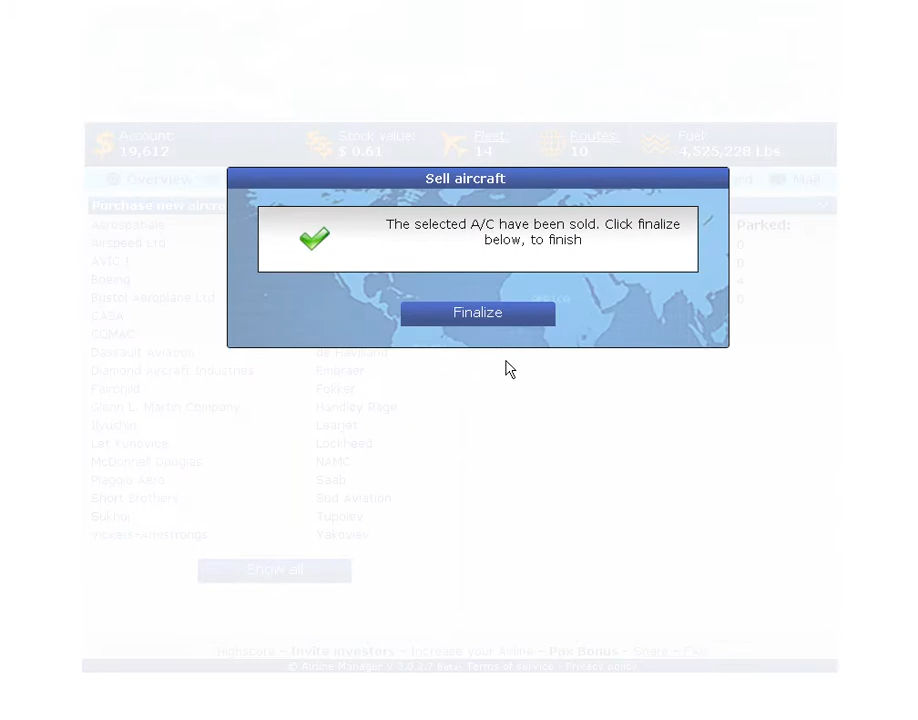 Account: Stock value: Fleet: Routes: Fuel:
19,612 $ 0.61 14 10 4,525,228 Lbs
Overview Mail
Sell aircraft
Purchase new aircra
The selected A/C have been sold. Click finalize
below, to finish
Finalize
Parked:
0
0
4
0
Aerospatiale
Airspeed Ltd
AVIC I
Boeing
Bristol Aeroplane Ltd
CASA
COMAC
Dassault Aviation de Havilland
Diamond Aircraft Industries Embraer
Fairchild Fokker
Glenn L. Martin Company Handley Page
Ilyushin Learjet
Let Kunovice Lockheed
McDonnell Douglas NAMC
Piaggio Aero Saab
Short Brothers Sud Aviation
Sukhoi Tupolev
Vickers-Armstrongs Yakovlev
Show all
Highscore - Invite investors - Increase your Airline - Pax Bonus - Share - FAQ
© Airline Manager V 2.0.2.7 Beta- Terms of service - Privacy policy